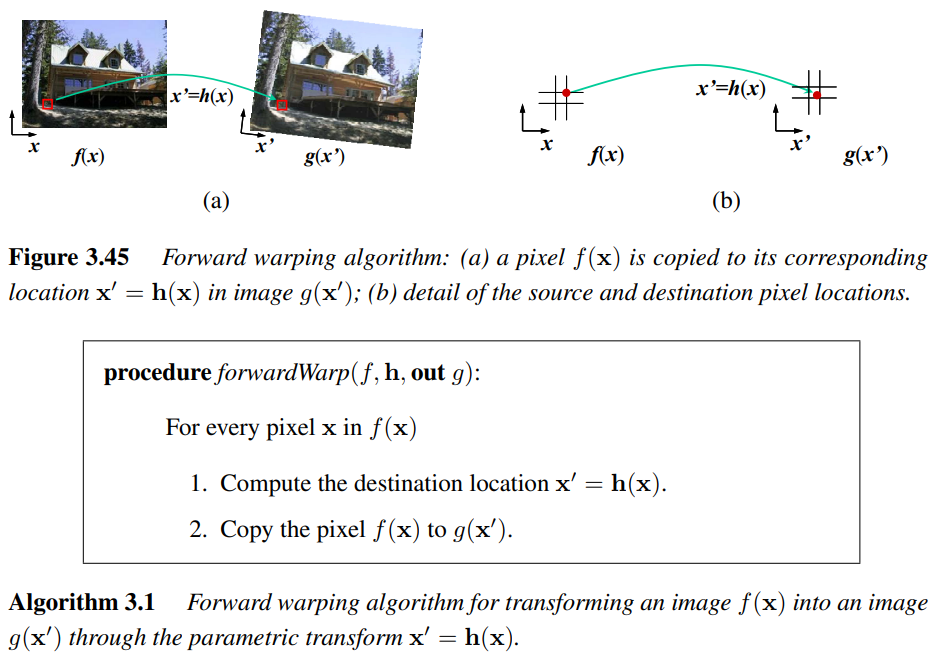 x'=h(x)
x'=h(x)
x
f(x)
x'
g(x')
x
f(x)
x'
g(x')
(a)
(b)
Figure 3.45 Forward warping algorithm: (a) a pixel f(x) is copied to its corresponding
location x′ = h(x) in image g(x′); (b) detail of the source and destination pixel locations.
procedure forwardWarp(f, h, out g):
For every pixel x in f(x)
1. Compute the destination location x′ = h(x).
2. Copy the pixel f(x) to g(x′).
Algorithm 3.1 Forward warping algorithm for transforming an image f(x) into an image
g(x′) through the parametric transform x′ = h(x).